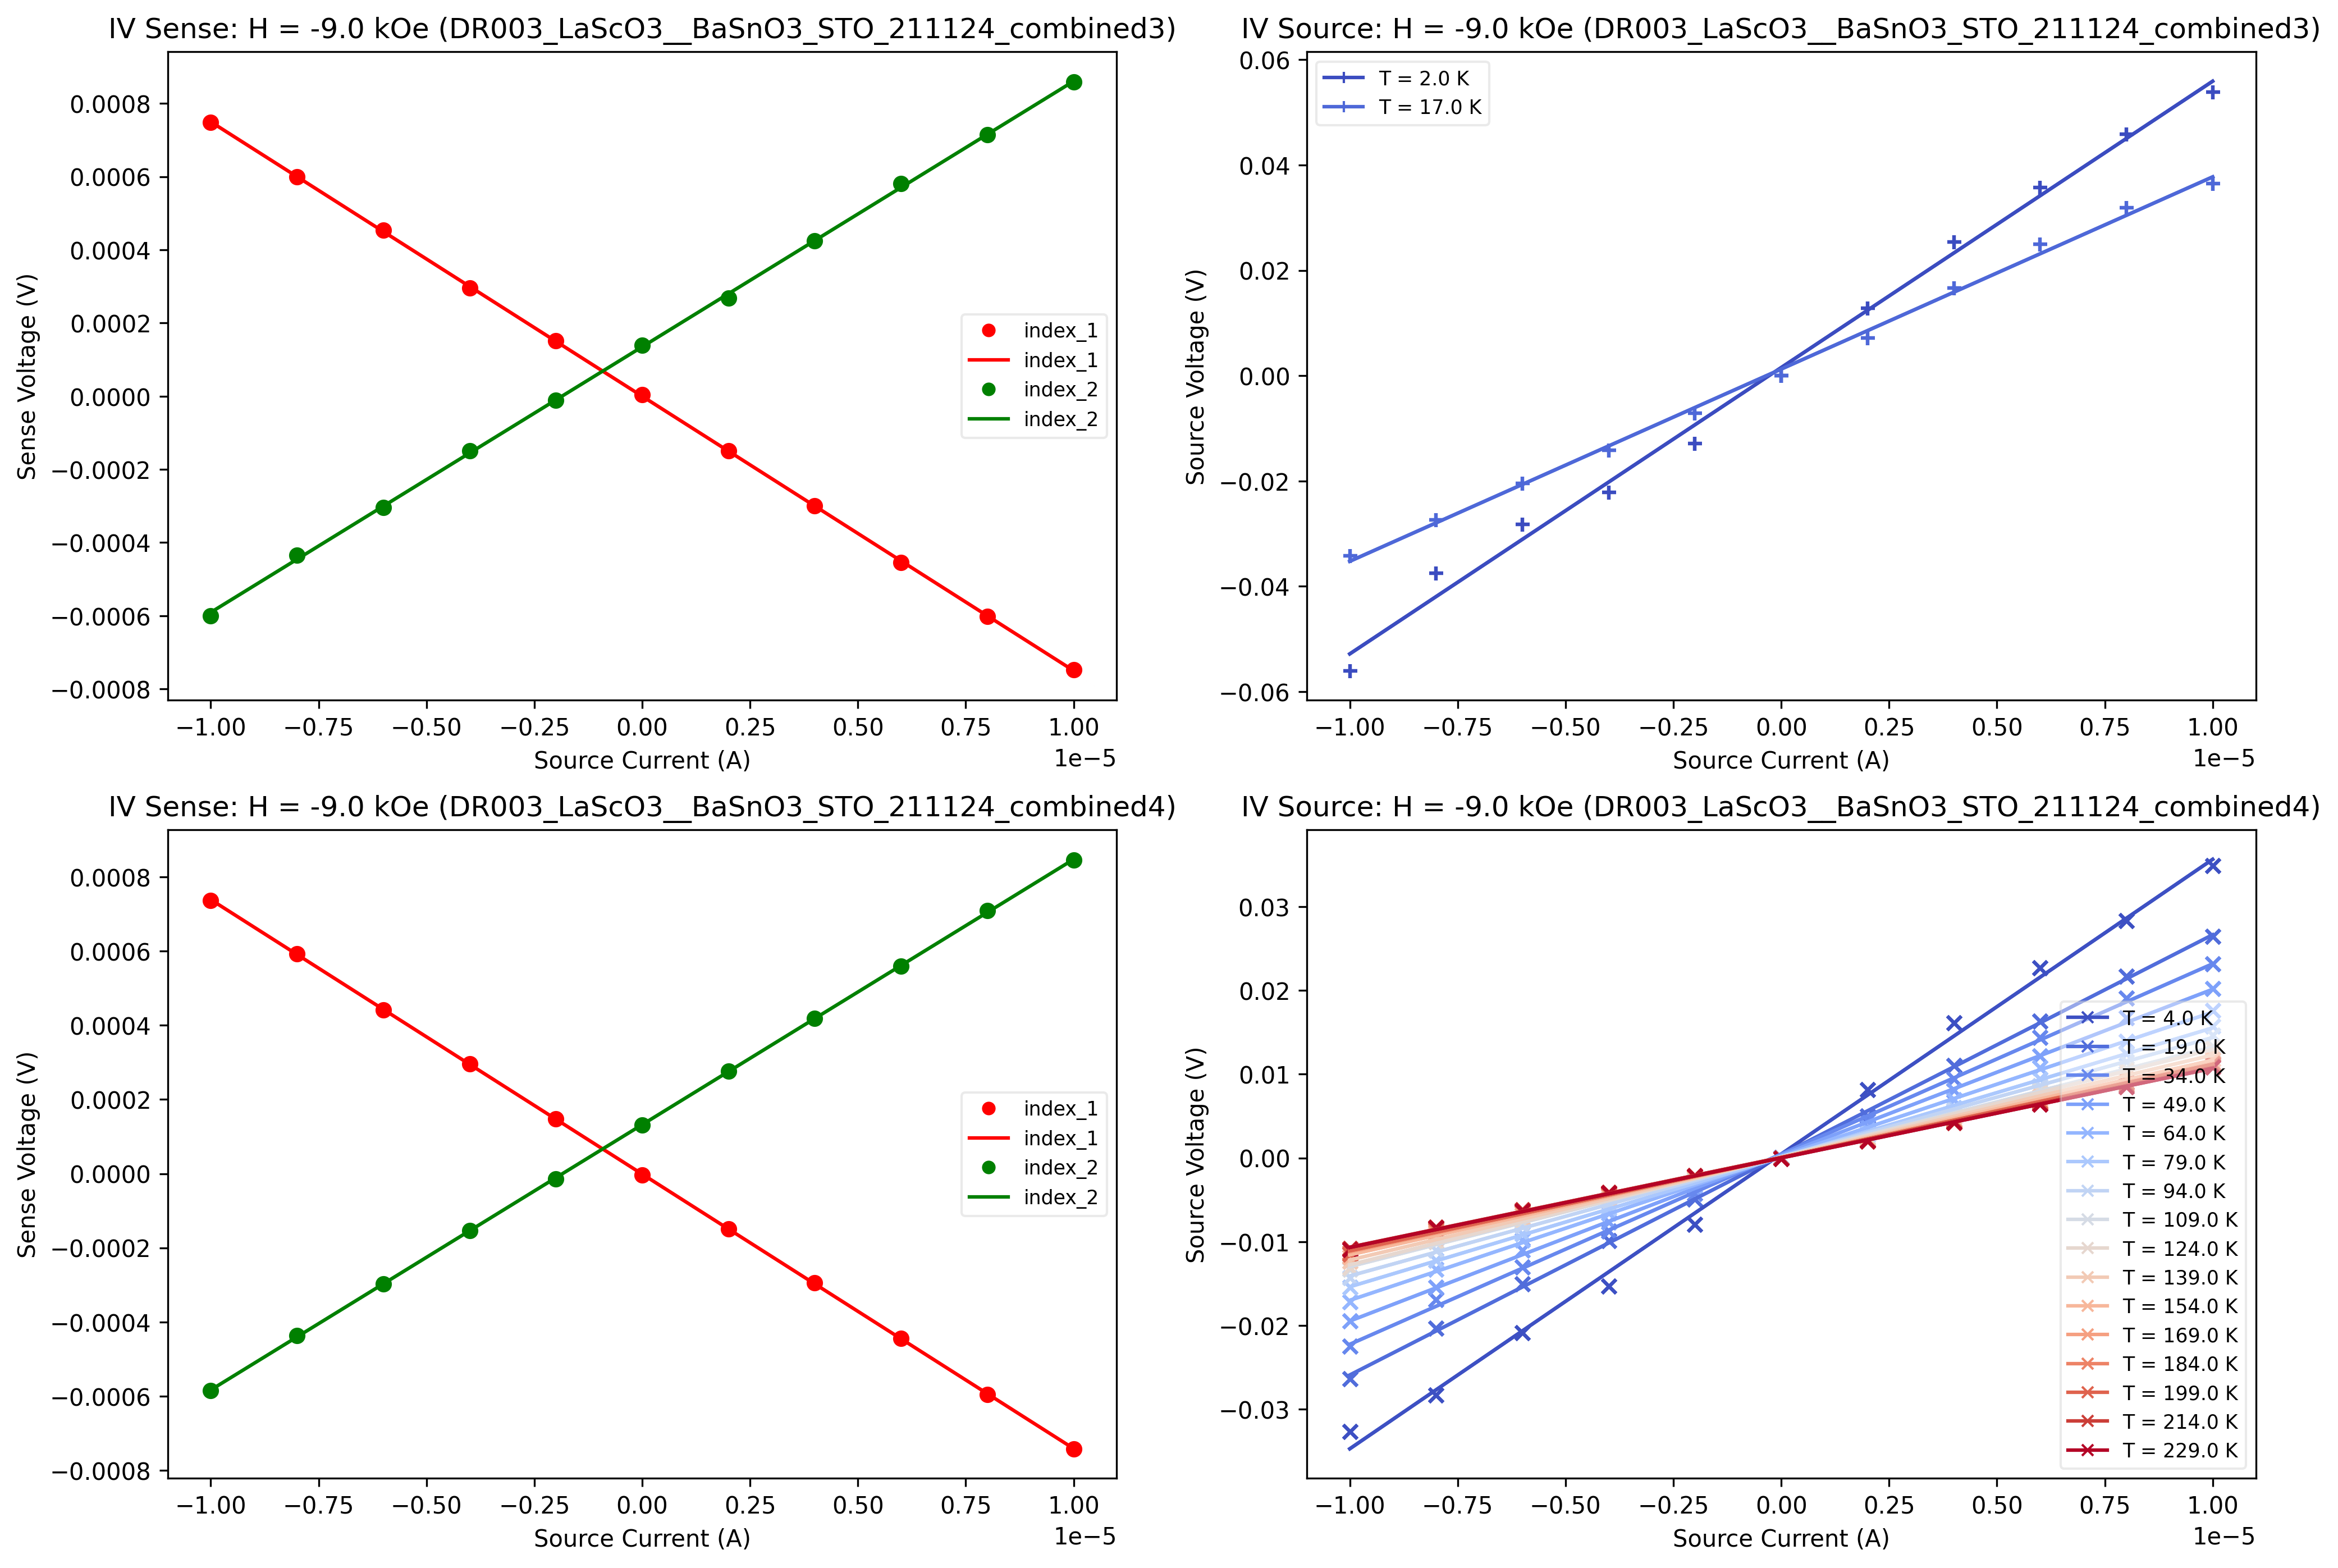 IV Sense: H = -9.0 kOe (DR003_LaScO3__BaSnO3_STO_211124_combined3)
Sense Voltage (V)
0.0008
0.0006
0.0004
0.0002
0.0000
−0.0002
−0.0004
−0.0006
−0.0008
index_1
index_1
index_2
index_2
−1.00 −0.75 −0.50 −0.25 0.00 0.25 0.50 0.75 1.00
1e−5
Source Current (A)
IV Source: H = -9.0 kOe (DR003_LaScO3__BaSnO3_STO_211124_combined3)
Source Voltage (V)
0.06
0.04
0.02
0.00
−0.02
−0.04
−0.06
T = 2.0 K
T = 17.0 K
−1.00 −0.75 −0.50 −0.25 0.00 0.25 0.50 0.75 1.00
1e−5
Source Current (A)
IV Sense: H = -9.0 kOe (DR003_LaScO3__BaSnO3_STO_211124_combined4)
Sense Voltage (V)
0.0008
0.0006
0.0004
0.0002
0.0000
−0.0002
−0.0004
−0.0006
−0.0008
index_1
index_1
index_2
index_2
−1.00 −0.75 −0.50 −0.25 0.00 0.25 0.50 0.75 1.00
1e−5
Source Current (A)
IV Source: H = -9.0 kOe (DR003_LaScO3__BaSnO3_STO_211124_combined4)
Source Voltage (V)
0.03
0.02
0.01
0.00
−0.01
−0.02
−0.03
T = 4.0 K
T = 19.0 K
T = 34.0 K
T = 49.0 K
T = 64.0 K
T = 79.0 K
T = 94.0 K
T = 109.0 K
T = 124.0 K
T = 139.0 K
T = 154.0 K
T = 169.0 K
T = 184.0 K
T = 199.0 K
T = 214.0 K
T = 229.0 K
−1.00 −0.75 −0.50 −0.25 0.00 0.25 0.50 0.75 1.00
1e−5
Source Current (A)